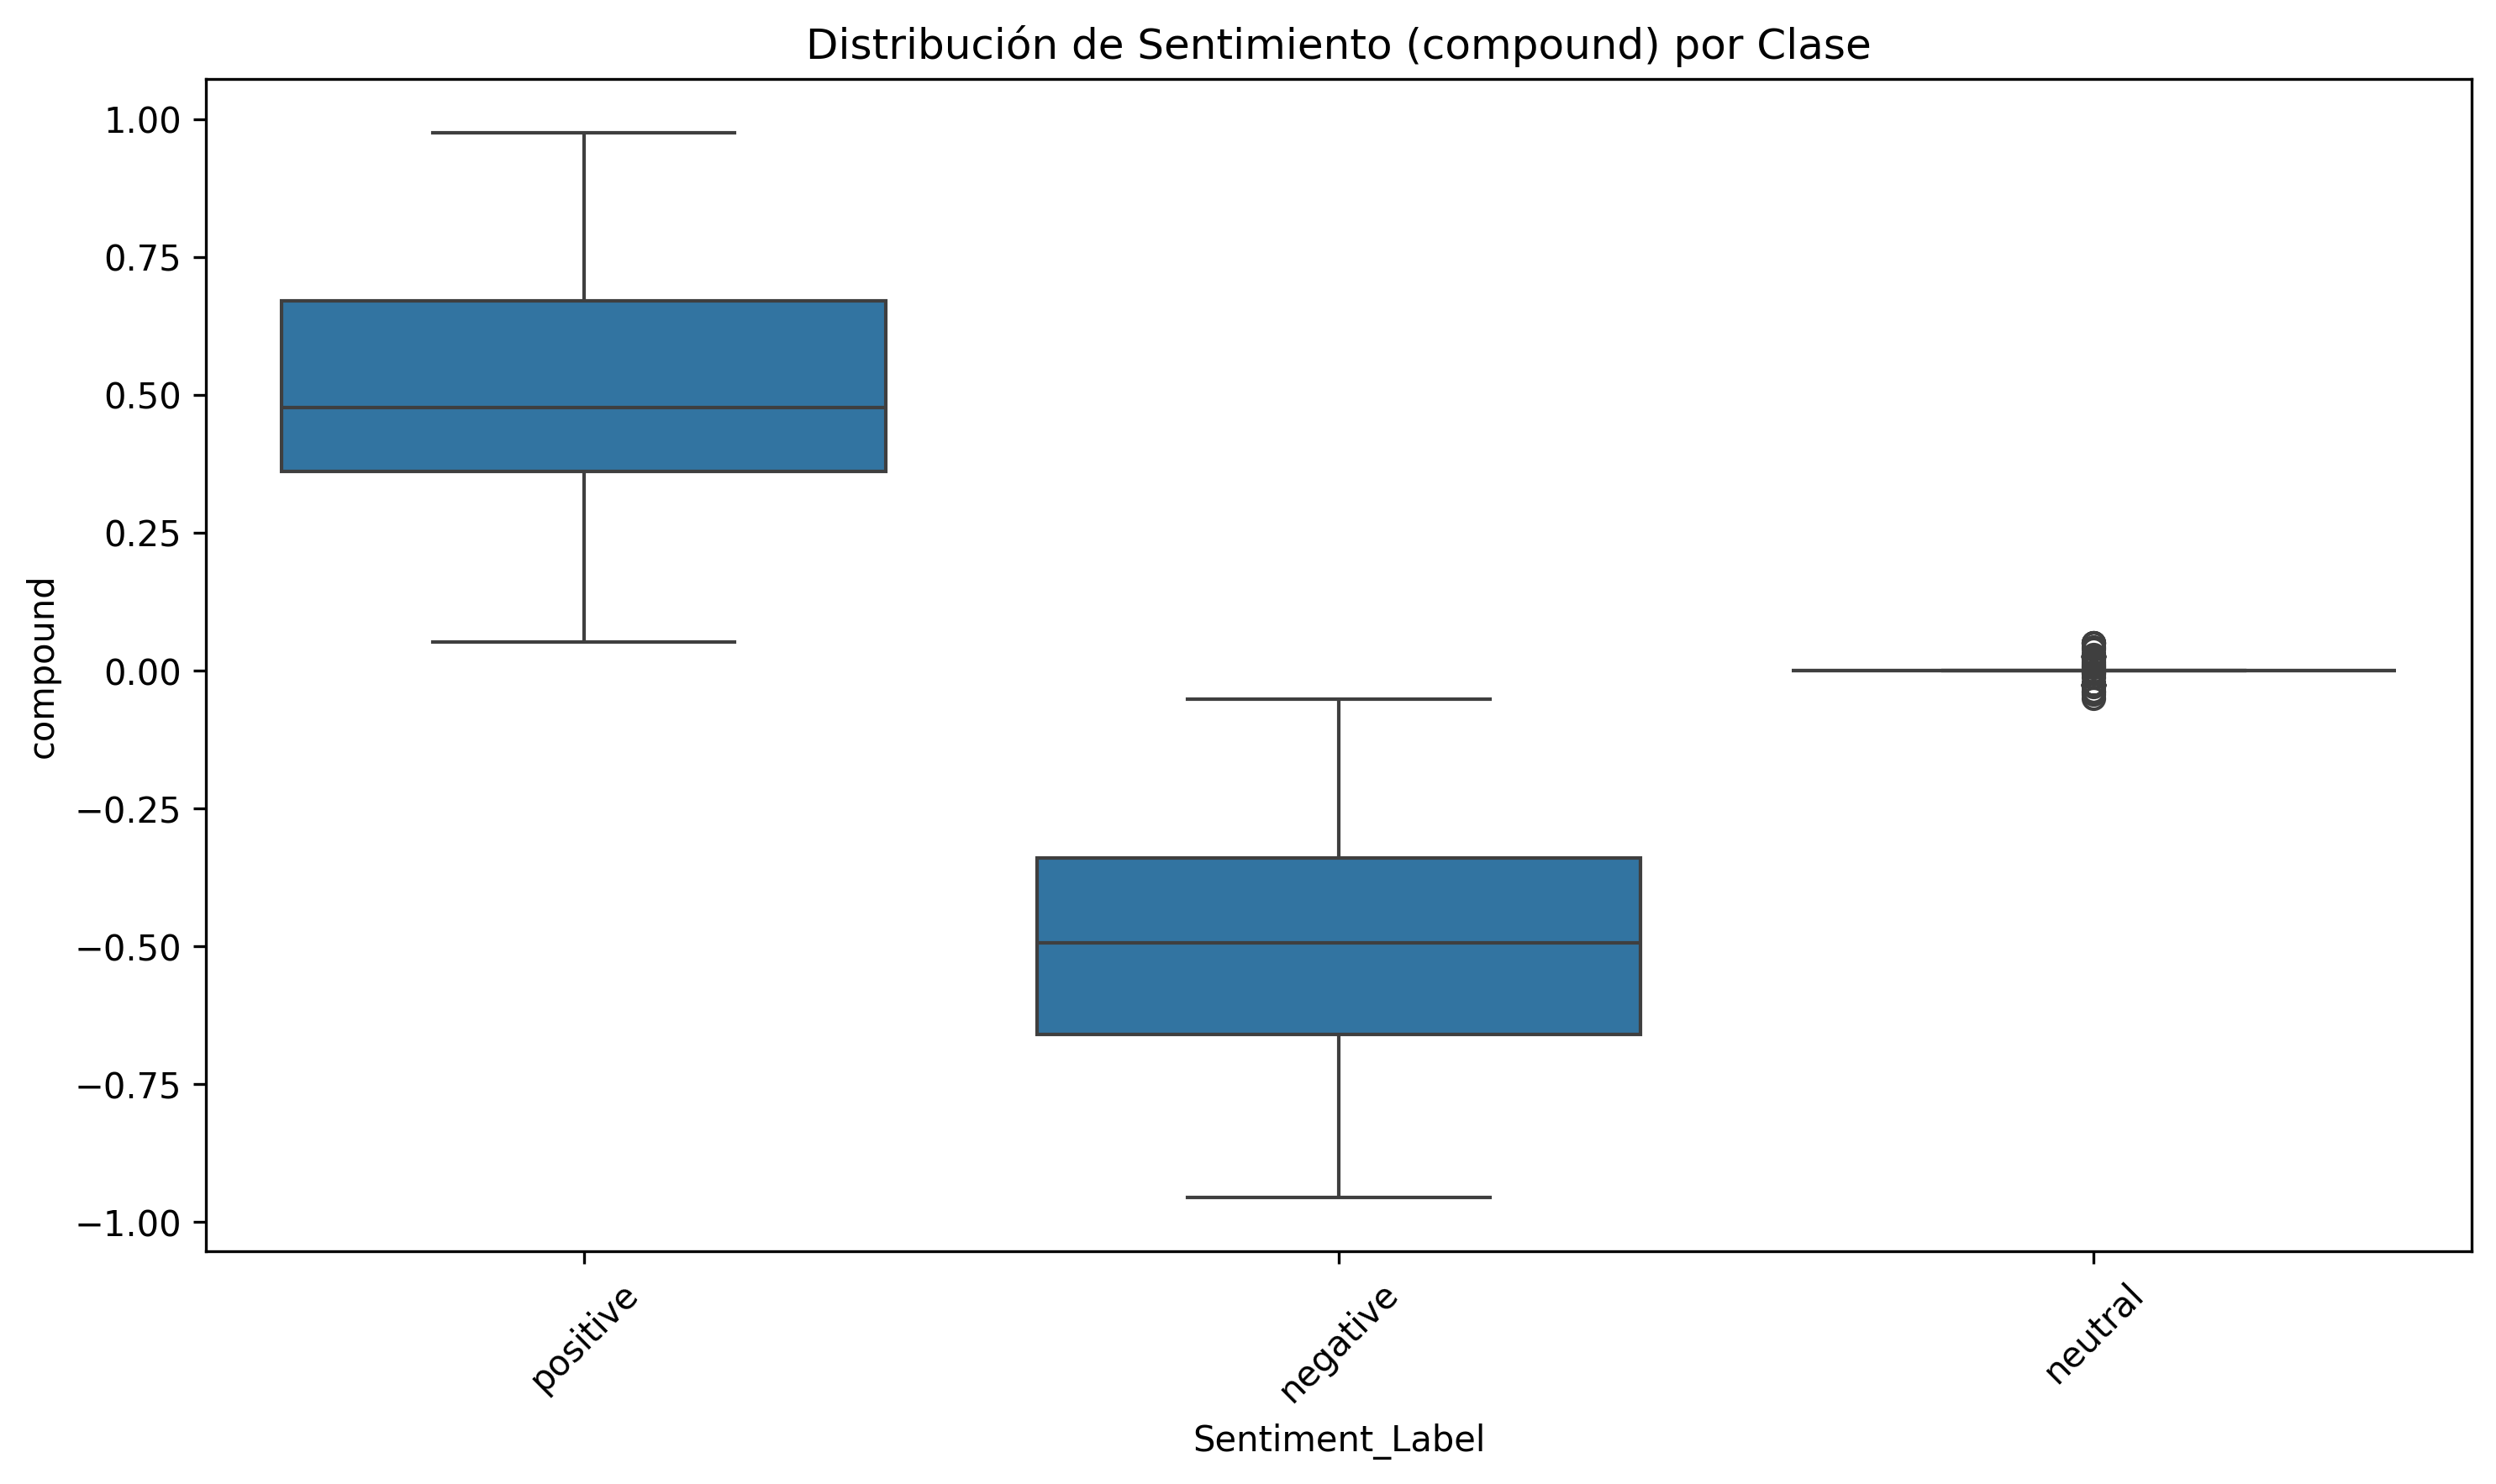 Distribución de Sentimiento (compound) por Clase
1.00
0.75
0.50
0.25
0.00
−0.25
−0.50
−0.75
−1.00
compound
positive
negative
neutral
Sentiment_Label